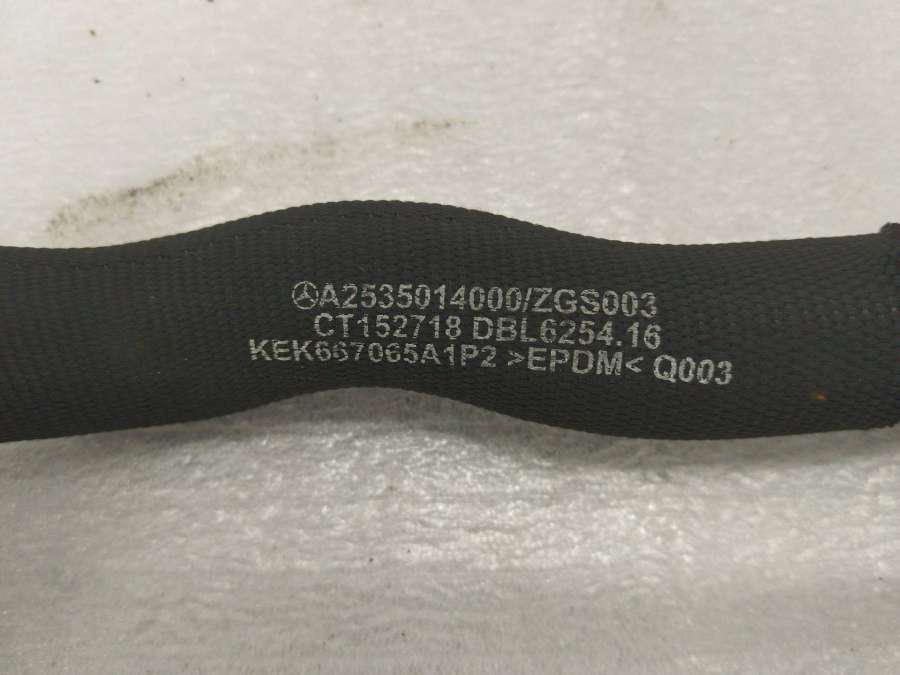 A2535014000/ZGS003
CT152718 DBL6254.16
KEK667065A1P2 >EPDM< Q003